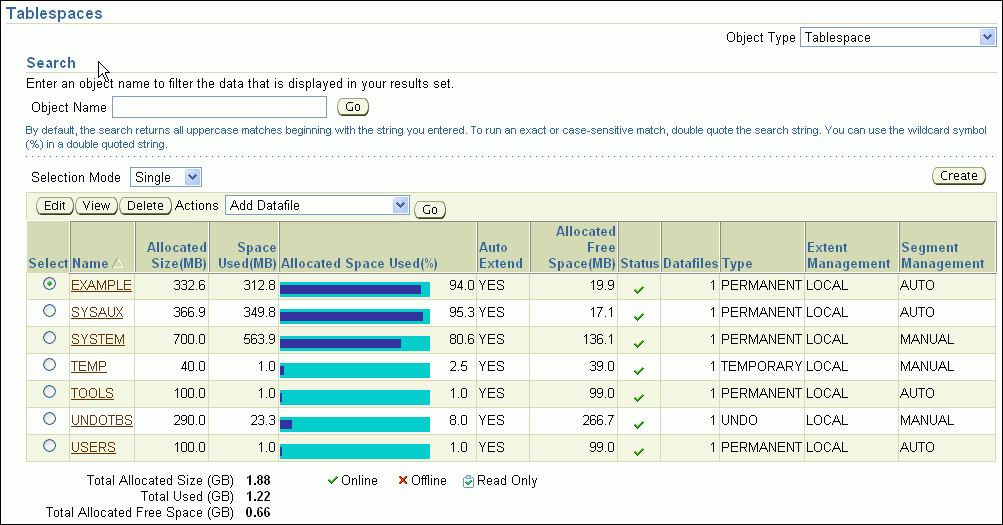 Tablespaces
Object Type Tablespace
Search
Enter an object name to filter the data that is displayed in your results set.
Object Name Go
By default, the search returns all uppercase matches beginning with the string you entered. To run an exact or case-sensitive match, double quote the search string. You can use the wildcard symbol
(%) in a double quoted string.
Selection Mode Single Create
Edit View Delete Actions Add Datafile Go
Select Name Allocated Size(MB) Space Used(MB) Allocated Space Used(%) Auto Extend Allocated Free Space(MB) Status Datafiles Type Extent Management Segment Management
EXAMPLE 332.6 312.8 94.0 YES 19.9 1 PERMANENT LOCAL AUTO
SYSAUX 366.9 349.8 95.3 YES 17.1 1 PERMANENT LOCAL AUTO
SYSTEM 700.0 563.9 80.6 YES 136.1 1 PERMANENT LOCAL MANUAL
TEMP 40.0 1.0 2.5 YES 39.0 1 TEMPORARY LOCAL MANUAL
TOOLS 100.0 1.0 1.0 YES 99.0 1 PERMANENT LOCAL AUTO
UNDOTBS 290.0 23.3 8.0 YES 266.7 1 UNDO LOCAL MANUAL
USERS 100.0 1.0 1.0 YES 99.0 1 PERMANENT LOCAL AUTO
Total Allocated Size (GB) 1.88 Online Offline Read Only
Total Used (GB) 1.22
Total Allocated Free Space (GB) 0.66